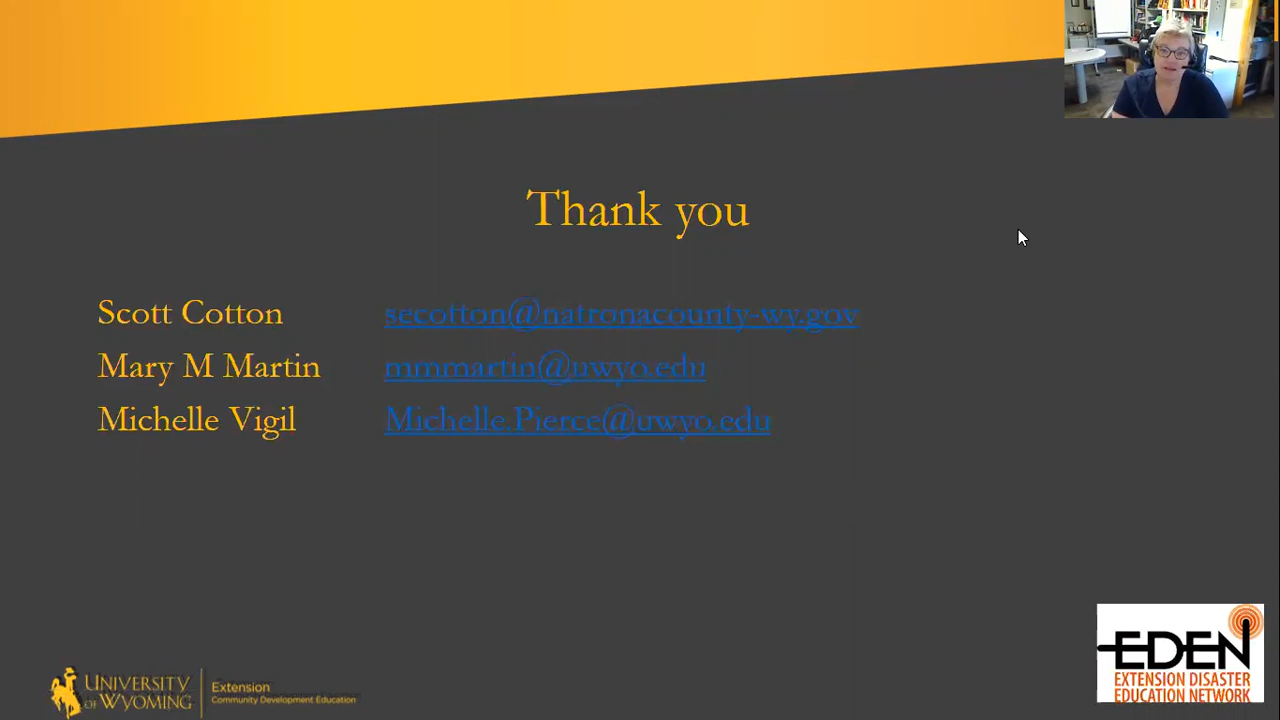 Thank you
Scott Cotton secotton@natronacounty-wy.gov
Mary M Martin mmmartin@uwyo.edu
Michelle Vigil Michelle.Pierce@uwyo.edu
UNIVERSITY OF WYOMING
Extension
Community Development Education
EDEN
EXTENSION DISASTER
EDUCATION NETWORK